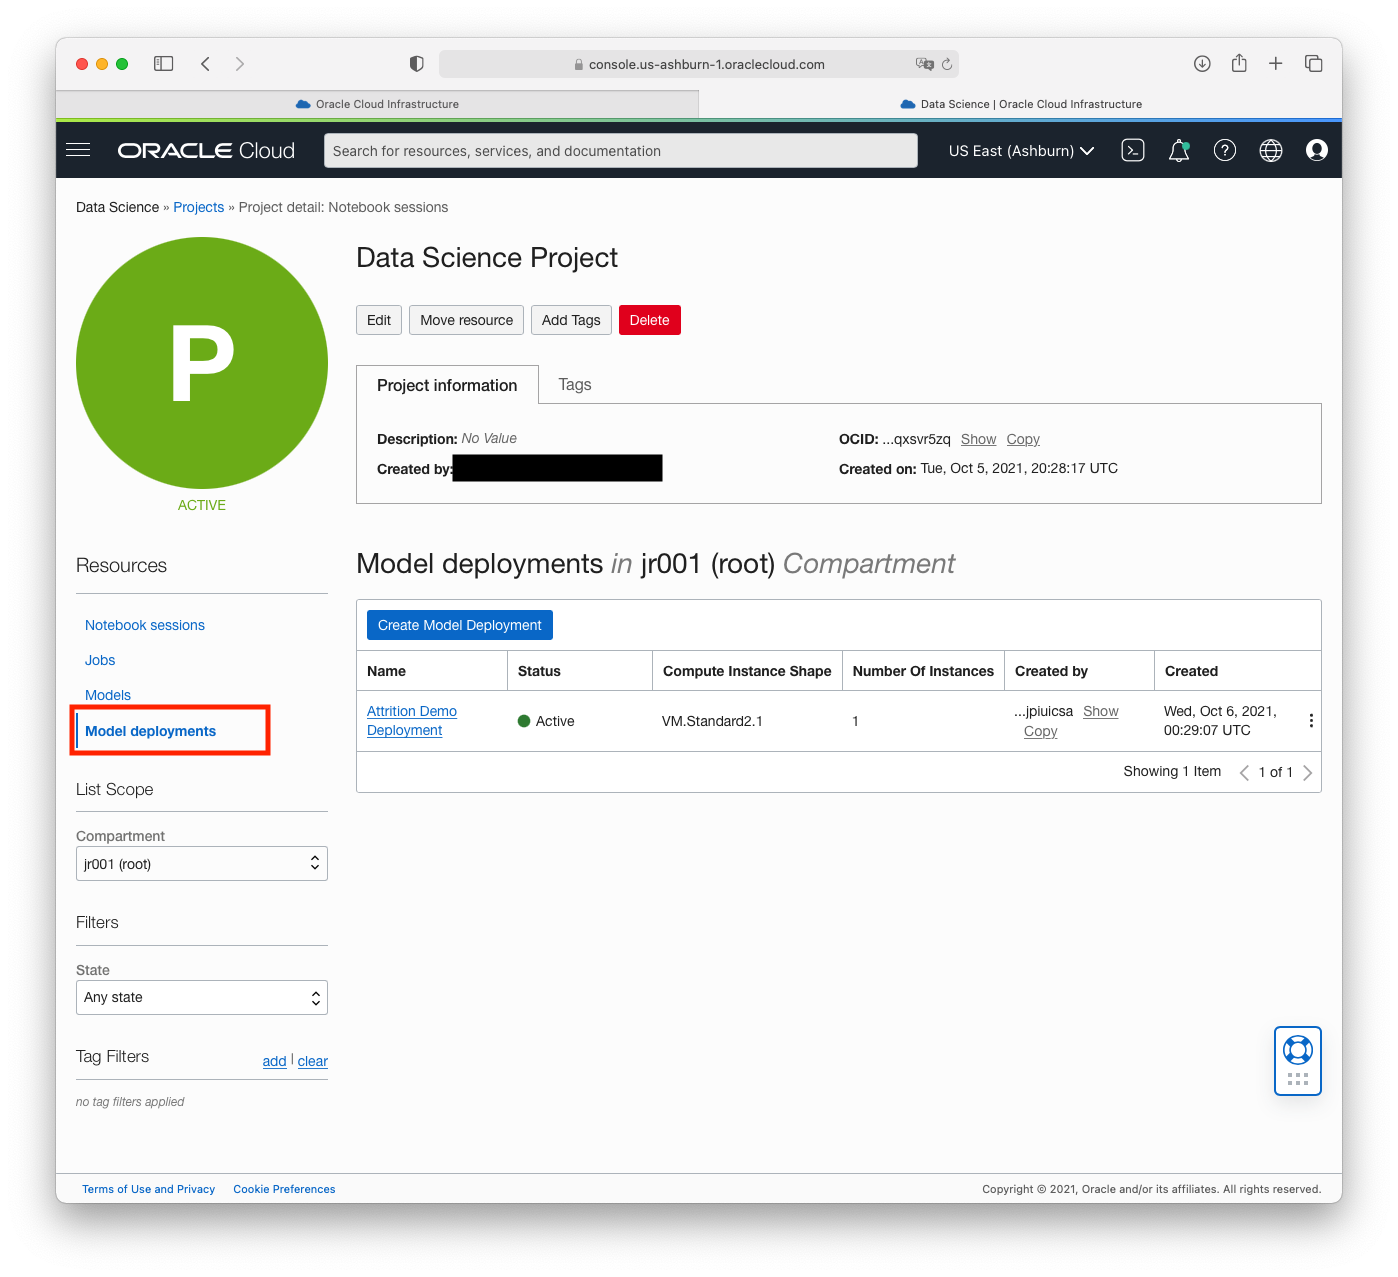 console.us-ashburn-1.oraclecloud.com
Oracle Cloud Infrastructure
Data Science | Oracle Cloud Infrastructure
ORACLE Cloud
Search for resources, services, and documentation
US East (Ashburn)
Data Science » Projects » Project detail: Notebook sessions
P
ACTIVE
Data Science Project
Edit Move resource Add Tags Delete
Project information Tags
Description: No Value
OCID: ...qxsvr5zq Show Copy
Created by:
Created on: Tue, Oct 5, 2021, 20:28:17 UTC
Resources
Notebook sessions
Jobs
Models
Model deployments
Model deployments in jr001 (root) Compartment
Create Model Deployment
Name Status Compute Instance Shape Number Of Instances Created by Created
Attrition Demo Deployment Active VM.Standard2.1 1 ...jpiuicsa Show Copy Wed, Oct 6, 2021, 00:29:07 UTC
Showing 1 Item 1 of 1
List Scope
Compartment
jr001 (root)
Filters
State
Any state
Tag Filters add | clear
no tag filters applied
Terms of Use and Privacy Cookie Preferences
Copyright © 2021, Oracle and/or its affiliates. All rights reserved.